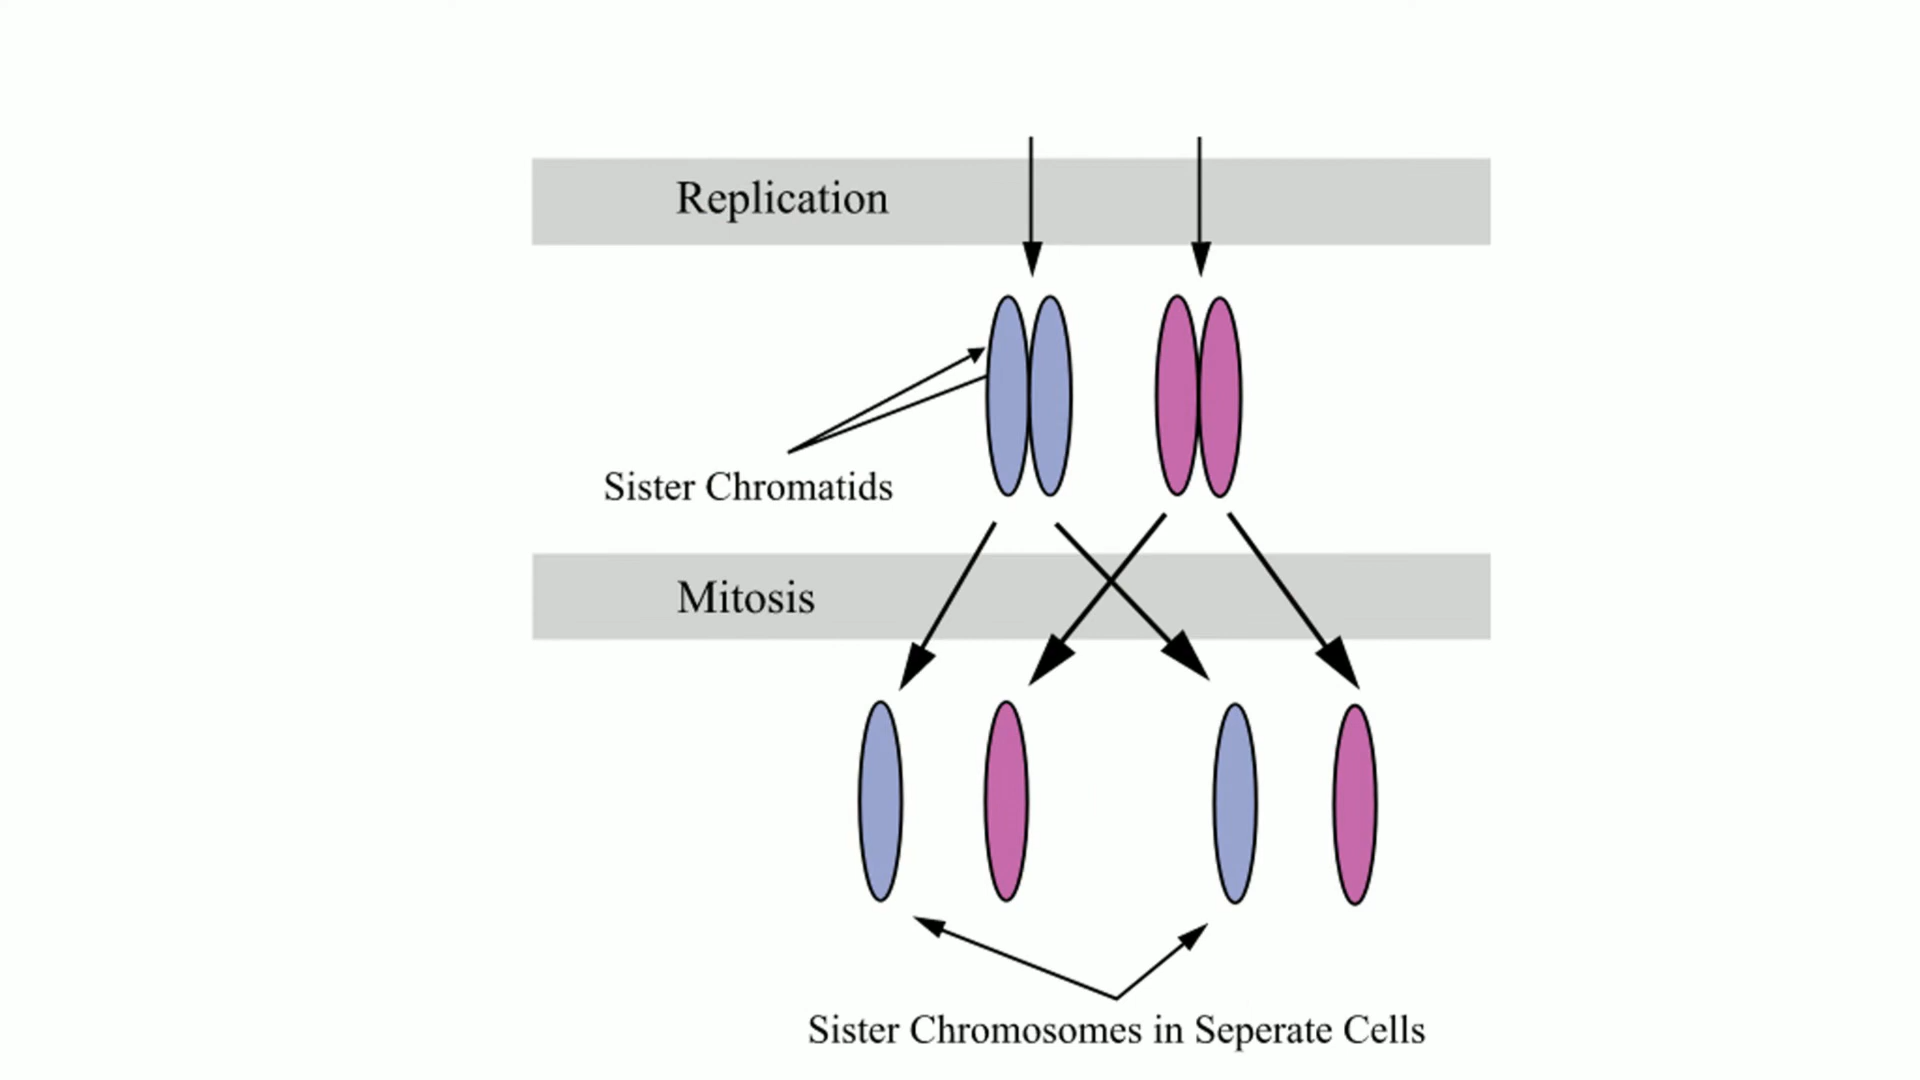 Replication
Sister Chromatids
Mitosis
Sister Chromosomes in Seperate Cells